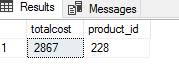 Results Messages
totalcost product_id
1 2867 228